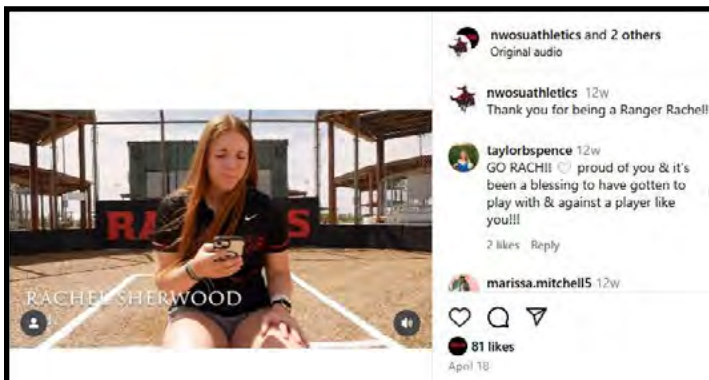 RACHEL SHERWOOD
nwosuathletics and 2 others
Original audio
nwosuathletics 12w
Thank you for being a Ranger Rachel!
taylorbspence 12w
GO RACH!! 🤍 proud of you & it's
been a blessing to have gotten to
play with & against a player like
you!!!
2 likes Reply
marissa.mitchell5 12w
81 likes
April 18